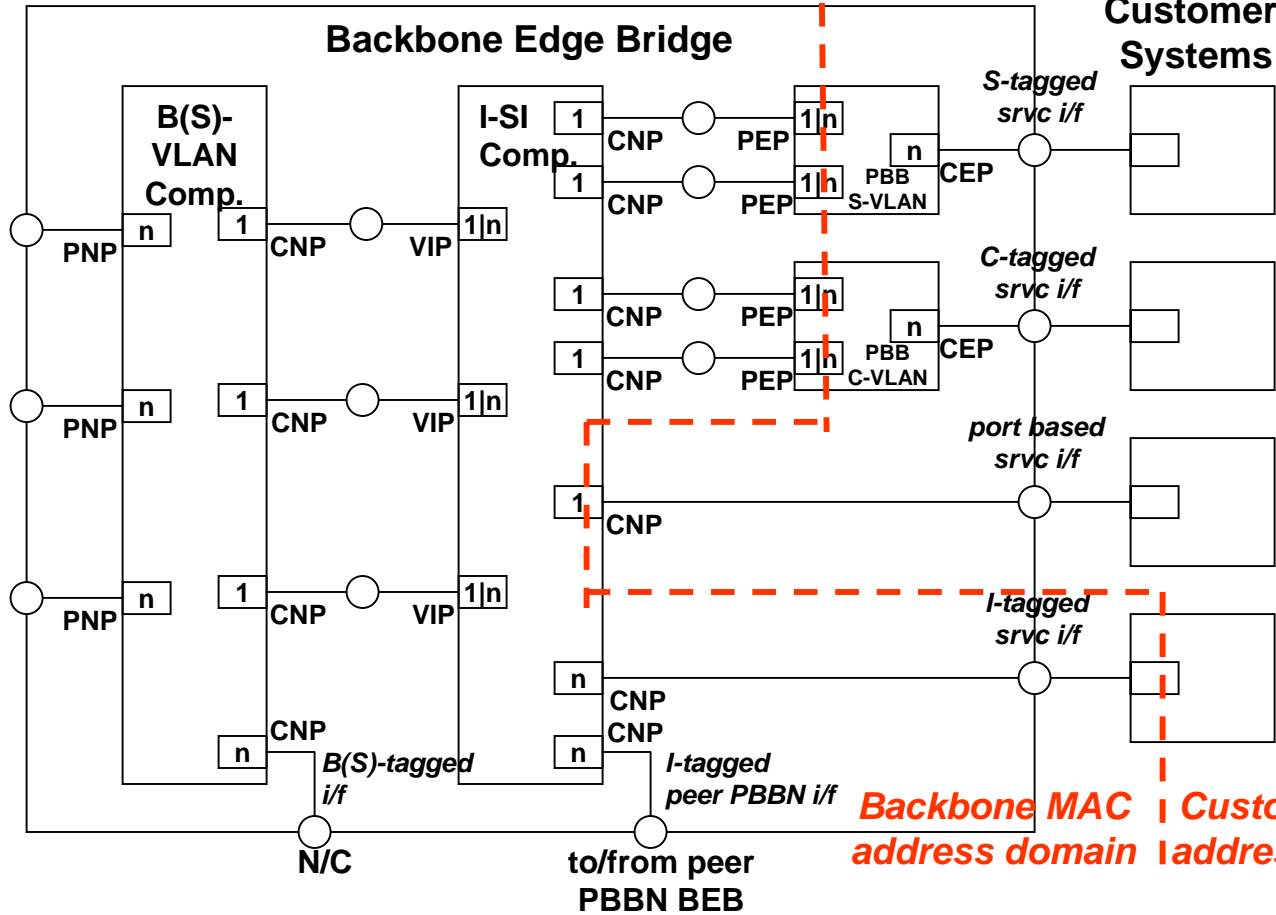 Backbone Edge Bridge
Customer
Systems
B(S)-
VLAN
Comp.
I-SI
Comp.
S-tagged
srvc i/f
1
CNP
PEP
1|n
n
CEP
1
CNP
PEP
1|n
PBB
S-VLAN
PNP
n
1
CNP
VIP
1|n
C-tagged
srvc i/f
1
CNP
PEP
1|n
n
CEP
1
CNP
PEP
1|n
PBB
C-VLAN
PNP
n
1
CNP
VIP
1|n
port based
srvc i/f
1
CNP
PNP
n
1
CNP
VIP
1|n
I-tagged
srvc i/f
n
CNP
CNP
n
CNP
n
B(S)-tagged
i/f
I-tagged
peer PBBN i/f
N/C
to/from peer
PBBN BEB
Backbone MAC
address domain